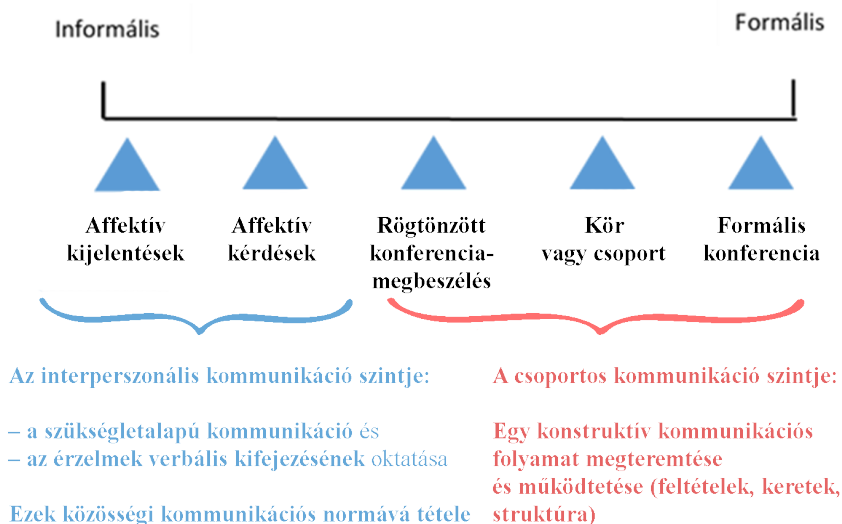 Informális
Formális
Affektív
kijelentések
Affektív
kérdések
Rögtönzött
konferencia-
megbeszélés
Kör
vagy csoport
Formális
konferencia
Az interperszonális kommunikáció szintje:
– a szükségletalapú kommunikáció és
– az érzelmek verbális kifejezésének oktatása
Ezek közösségi kommunikációs normává tétele
A csoportos kommunikáció szintje:
Egy konstruktív kommunikációs
folyamat megteremtése
és működtetése (feltételek, keretek,
struktúra)